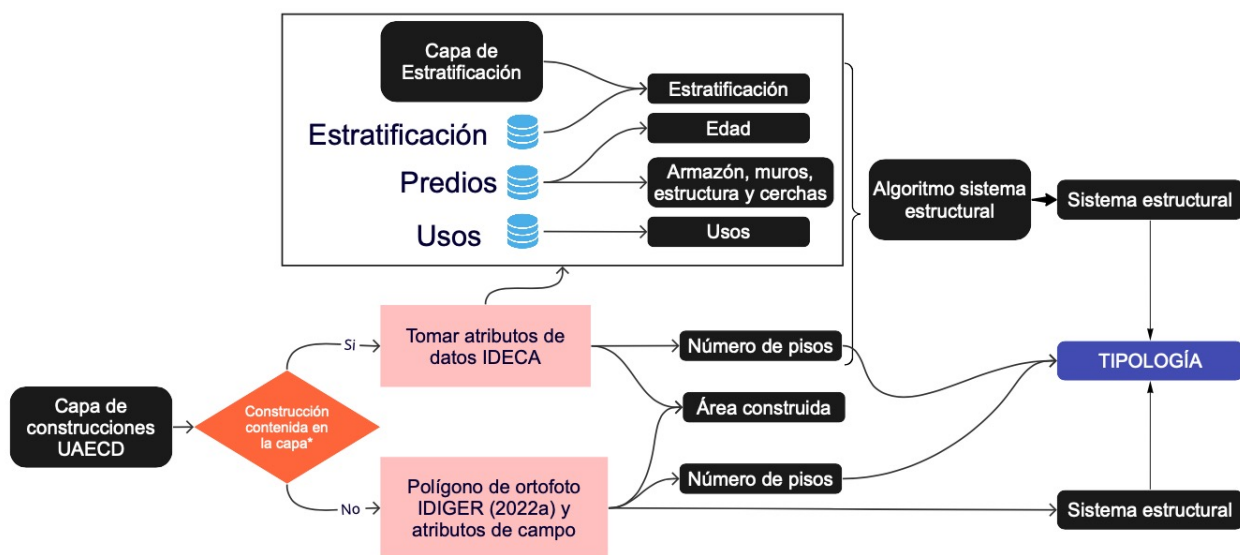 Capa de
Estratificación
Estratificación
Estratificación
Edad
Predios
Armazón, muros,
estructura y cerchas
Usos
Usos
Algoritmo sistema
estructural
Sistema estructural
Si
Tomar atributos de
datos IDECA
Número de pisos
TIPOLOGÍA
Capa de
construcciones
UAECD
Construcción
contenida en
la capa*
Área construida
No
Polígono de ortofoto
IDIGER (2022a) y
atributos de campo
Número de pisos
Sistema estructural